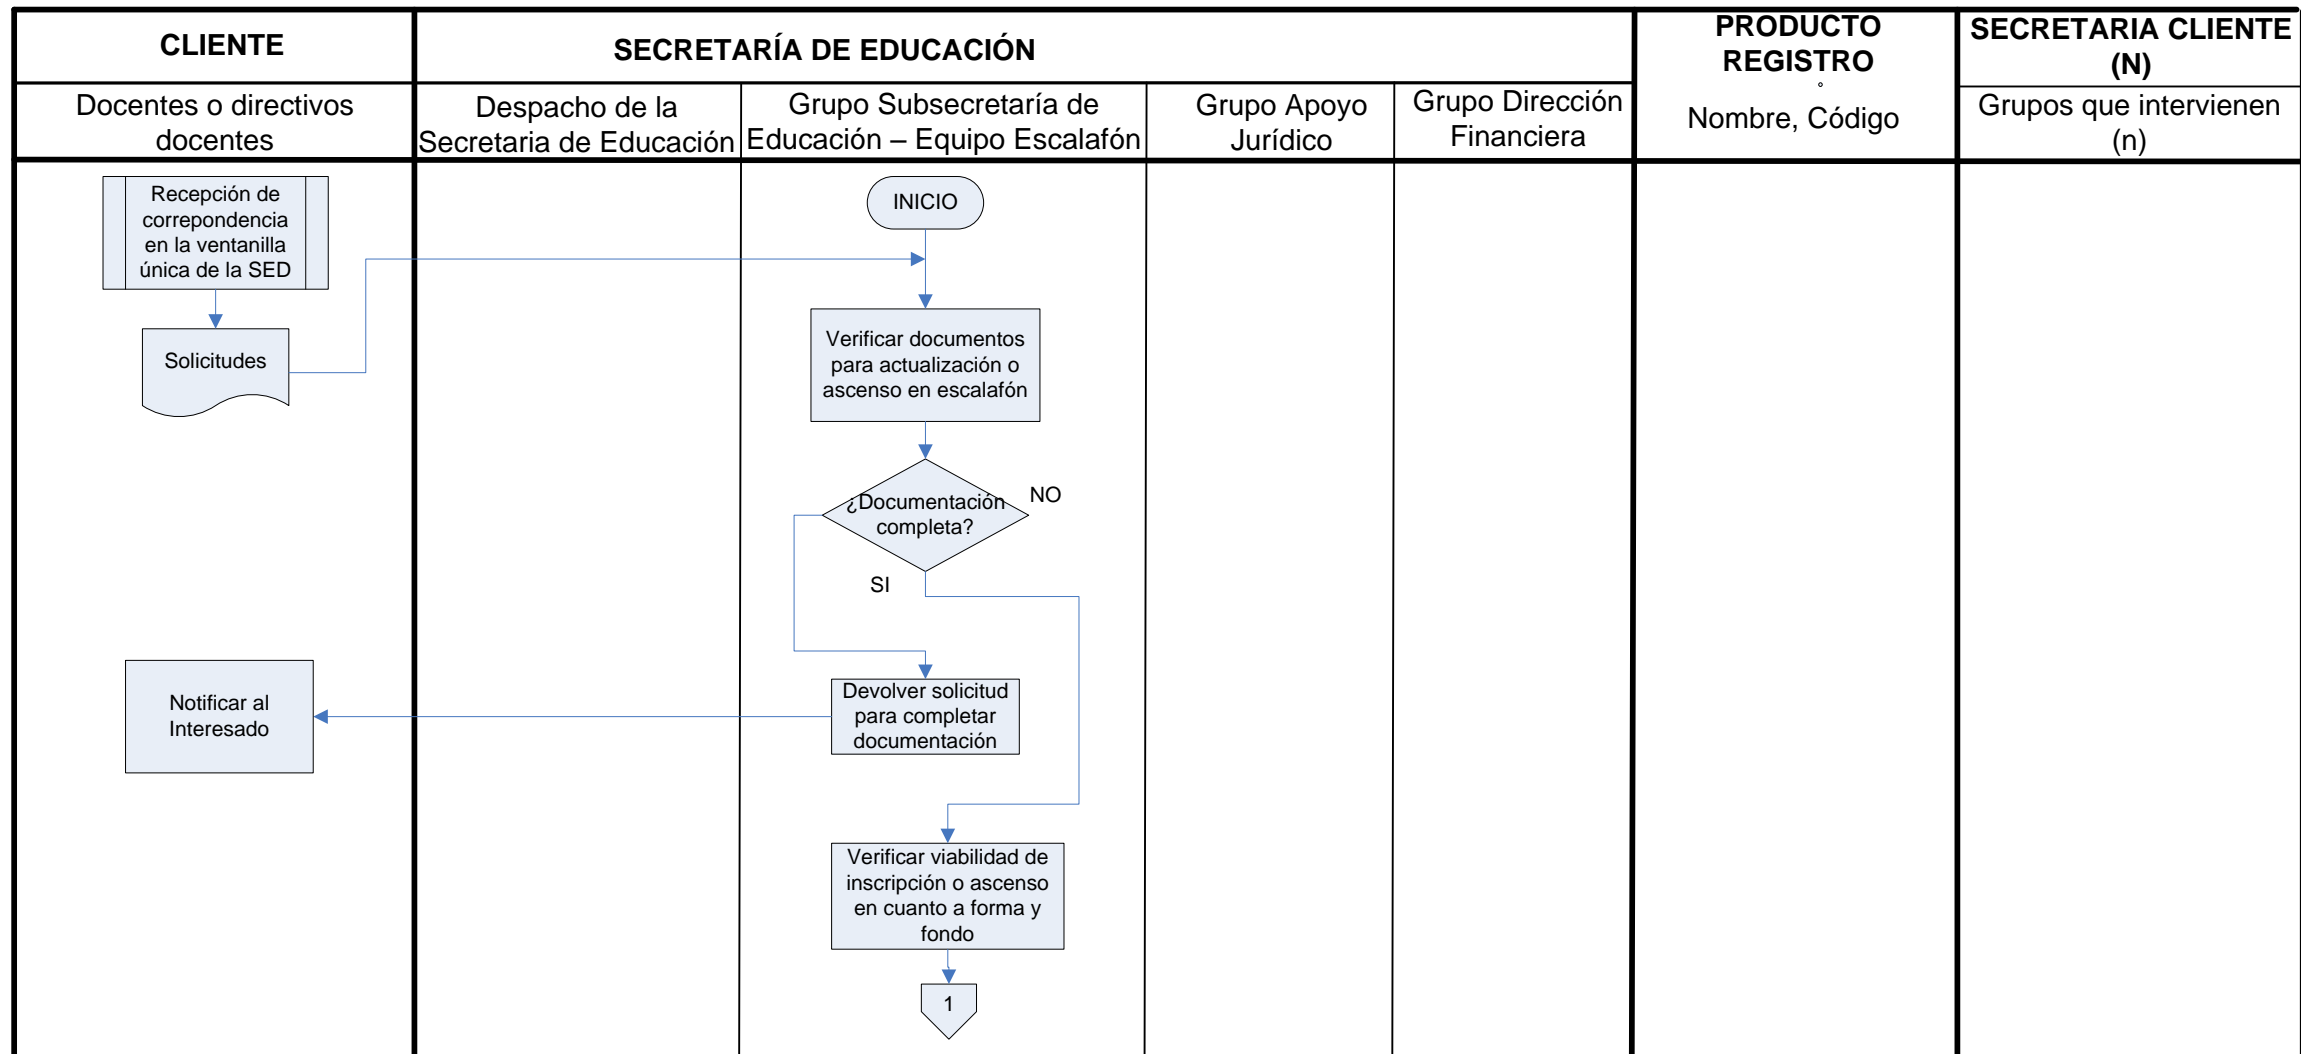 CLIENTE
SECRETARÍA DE EDUCACIÓN
PRODUCTO
REGISTRO
Nombre, Código
SECRETARIA CLIENTE
(N)
Docentes o directivos
docentes
Despacho de la
Secretaria de Educación
Grupo Subsecretaría de
Educación – Equipo Escalafón
Grupo Apoyo
Jurídico
Grupo Dirección
Financiera
Grupos que intervienen
(n)
Recepción de
correpondencia
en la ventanilla
única de la SED
INICIO
Solicitudes
Verificar documentos
para actualización o
ascenso en escalafón
¿Documentación
completa?
NO
SI
Notificar al
Interesado
Devolver solicitud
para completar
documentación
Verificar viabilidad de
inscripción o ascenso
en cuanto a forma y
fondo
1